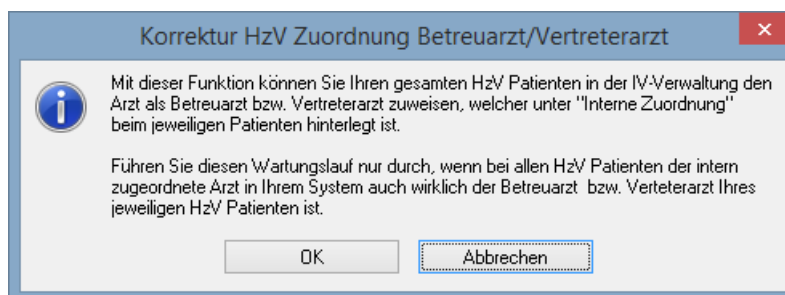 Korrektur HzV Zuordnung Betreuarzt/Vertreterarzt
Mit dieser Funktion können Sie Ihren gesamten HzV Patienten in der IV-Verwaltung den
Arzt als Betreuarzt bzw. Vertreterarzt zuweisen, welcher unter "Interne Zuordnung"
beim jeweiligen Patienten hinterlegt ist.
Führen Sie diesen Wartungslauf nur durch, wenn bei allen HzV Patienten der intern
zugeordnete Arzt in Ihrem System auch wirklich der Betreuarzt bzw. Verteterarzt Ihres
jeweiligen HzV Patienten ist.
OK
Abbrechen